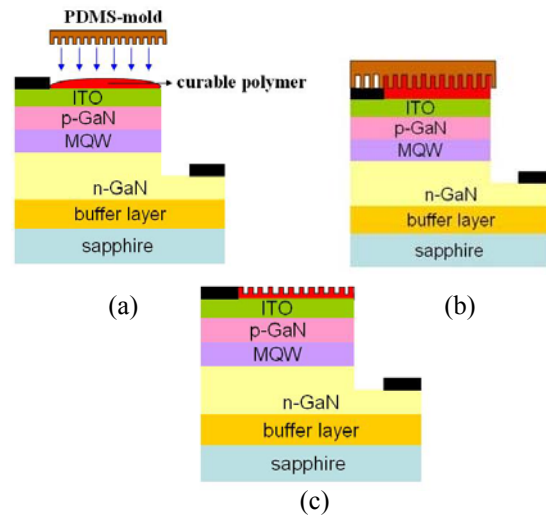 PDMS-mold
curable polymer
ITO
p-GaN
MQW
n-GaN
buffer layer
sapphire
(a)
ITO
p-GaN
MQW
n-GaN
buffer layer
sapphire
(b)
ITO
p-GaN
MQW
n-GaN
buffer layer
sapphire
(c)